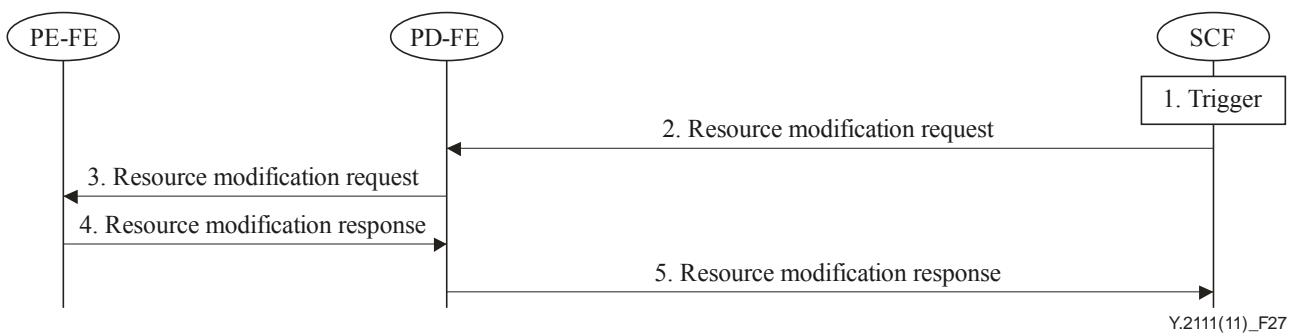 PE-FE
PD-FE
SCF
1. Trigger
2. Resource modification request
3. Resource modification request
4. Resource modification response
5. Resource modification response
Y.2111(11)_F27